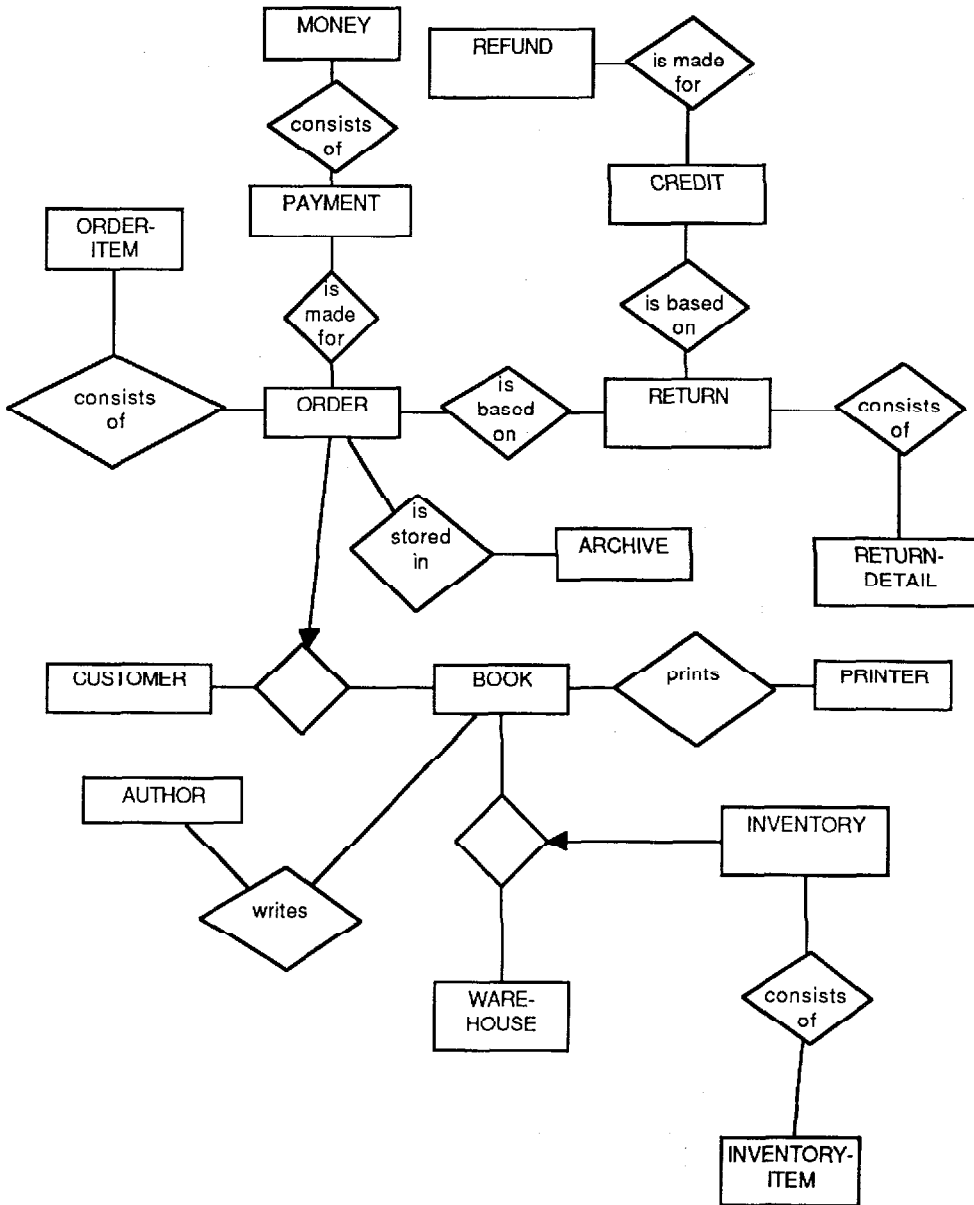 MONEY
REFUND
is made
for
consists
of
PAYMENT
CREDIT
ORDER-
ITEM
is
made
for
is based
on
consists
of
ORDER
is
based
on
RETURN
consists
of
is
stored
in
ARCHIVE
RETURN-
DETAIL
CUSTOMER
BOOK
prints
PRINTER
AUTHOR
INVENTORY
writes
WARE-
HOUSE
consists
of
INVENTORY-
ITEM